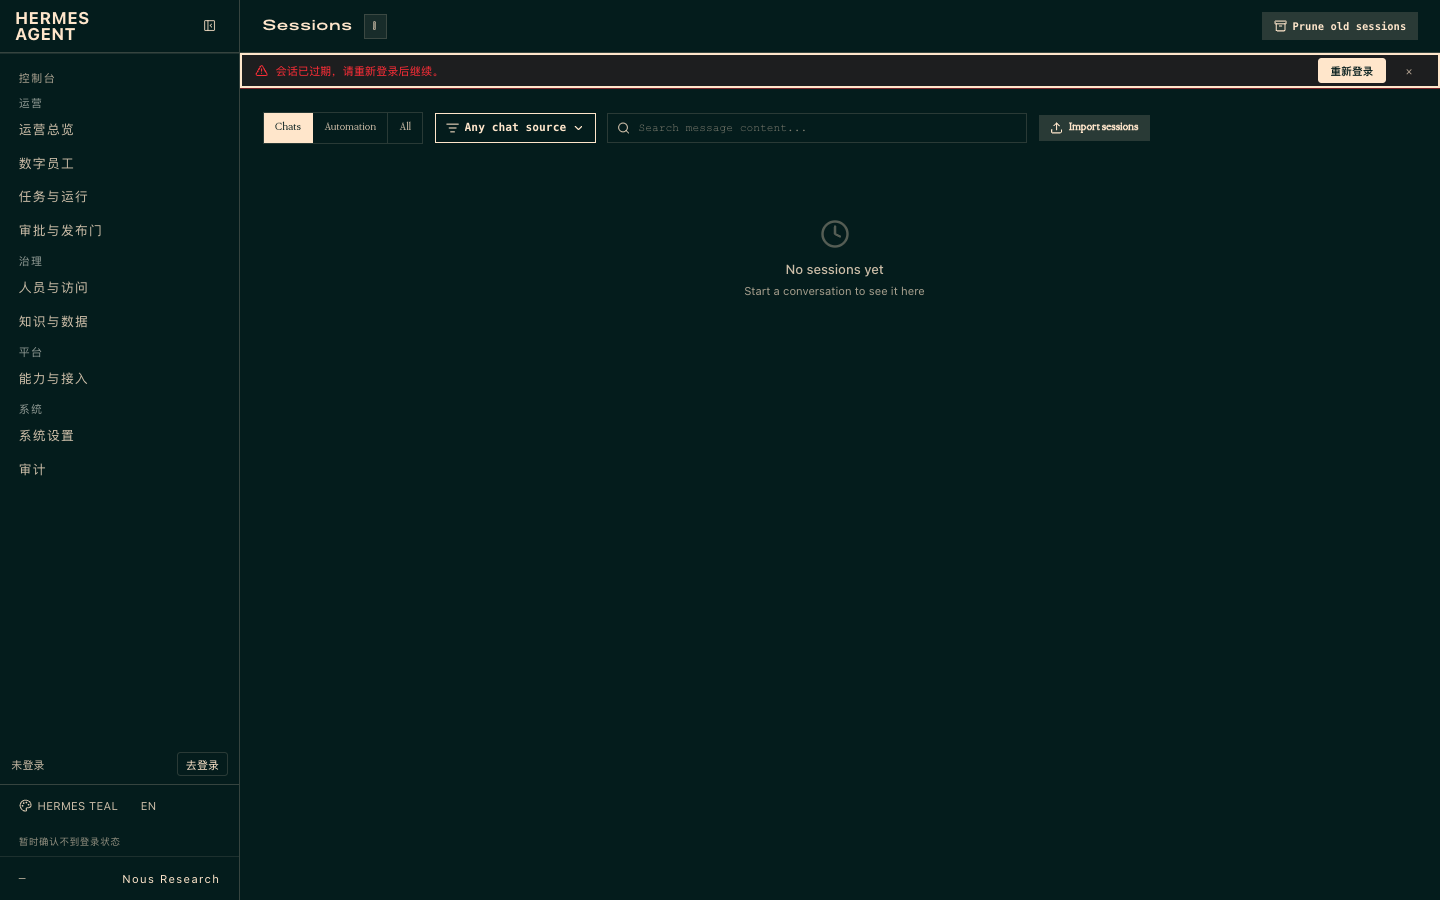 HERMES
AGENT
Sessions
Prune old sessions
会话已过期，请重新登录后继续。
重新登录
×
控制台
运营
运营总览
数字员工
任务与运行
审批与发布门
治理
人员与访问
知识与数据
平台
能力与接入
系统
系统设置
审计
Chats
Automation
All
Any chat source
Search message content...
Import sessions
No sessions yet
Start a conversation to see it here
未登录
去登录
HERMES TEAL
EN
暂时确认不到登录状态
—
Nous Research